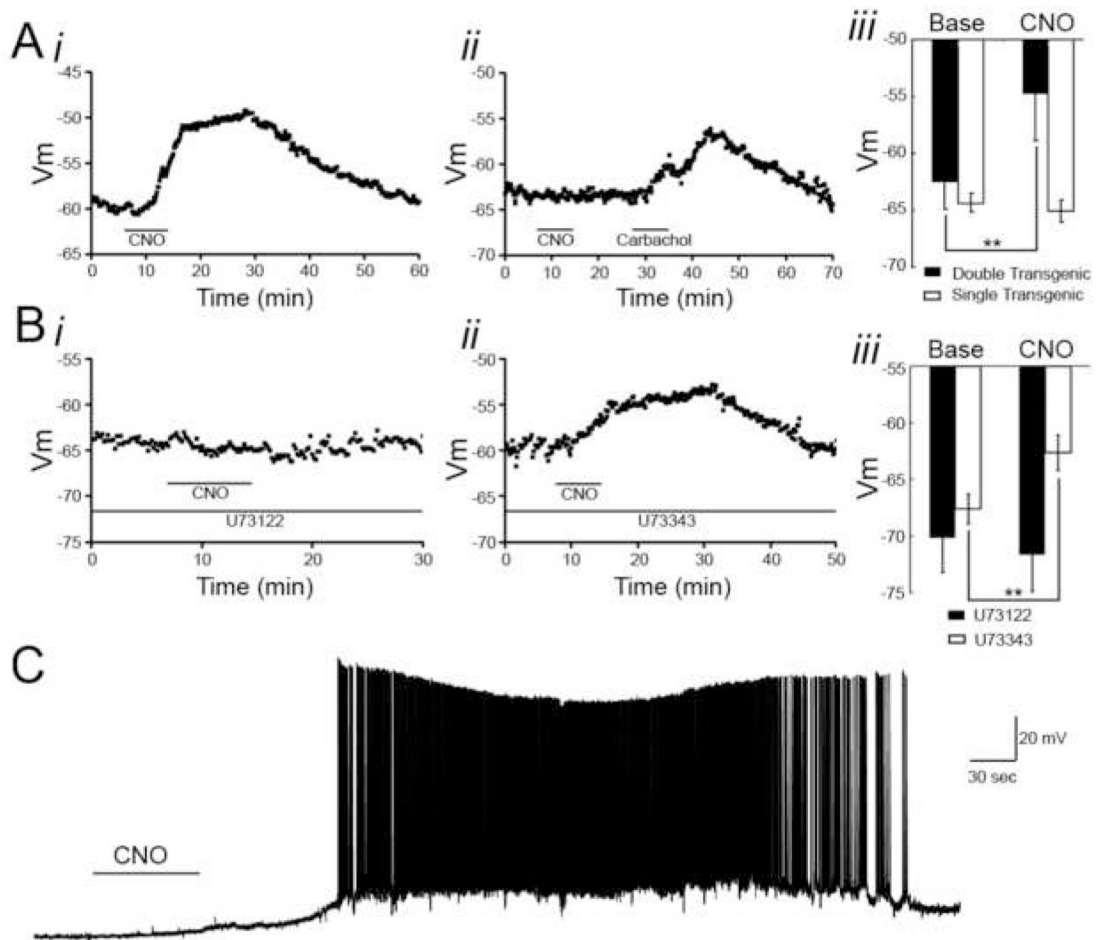 A i ii iii Base CNO
-45 -50 -50
-50 -55 -55
Vm -55 Vm -60 Vm -60
-60 -65 -65
CNO CNO Carbachol **
-65 -70 -70
0 10 20 30 40 50 60 0 10 20 30 40 50 60 70
Time (min) Time (min)
Double Transgenic
Single Transgenic
B i ii iii Base CNO
-55 -50 -55
-60 -55 -60
Vm -65 Vm -60 Vm -65
-70 -65 -70
CNO CNO
U73122 U73343 **
-75 -70 -75
0 10 20 30 0 10 20 30 40 50
Time (min) Time (min)
U73122
U73343
C
20 mV
30 sec
CNO